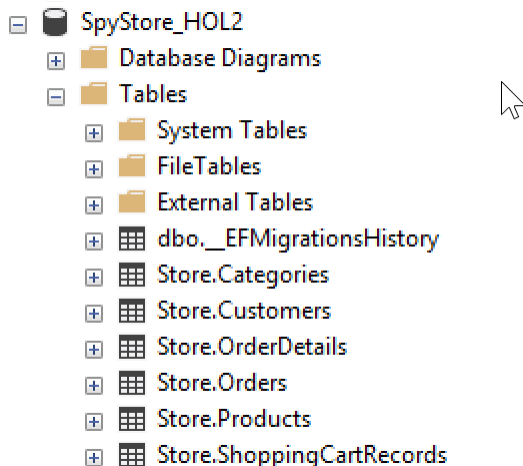 SpyStore_HOL2
Database Diagrams
Tables
System Tables
FileTables
External Tables
dbo.__EFMigrationsHistory
Store.Categories
Store.Customers
Store.OrderDetails
Store.Orders
Store.Products
Store.ShoppingCartRecords